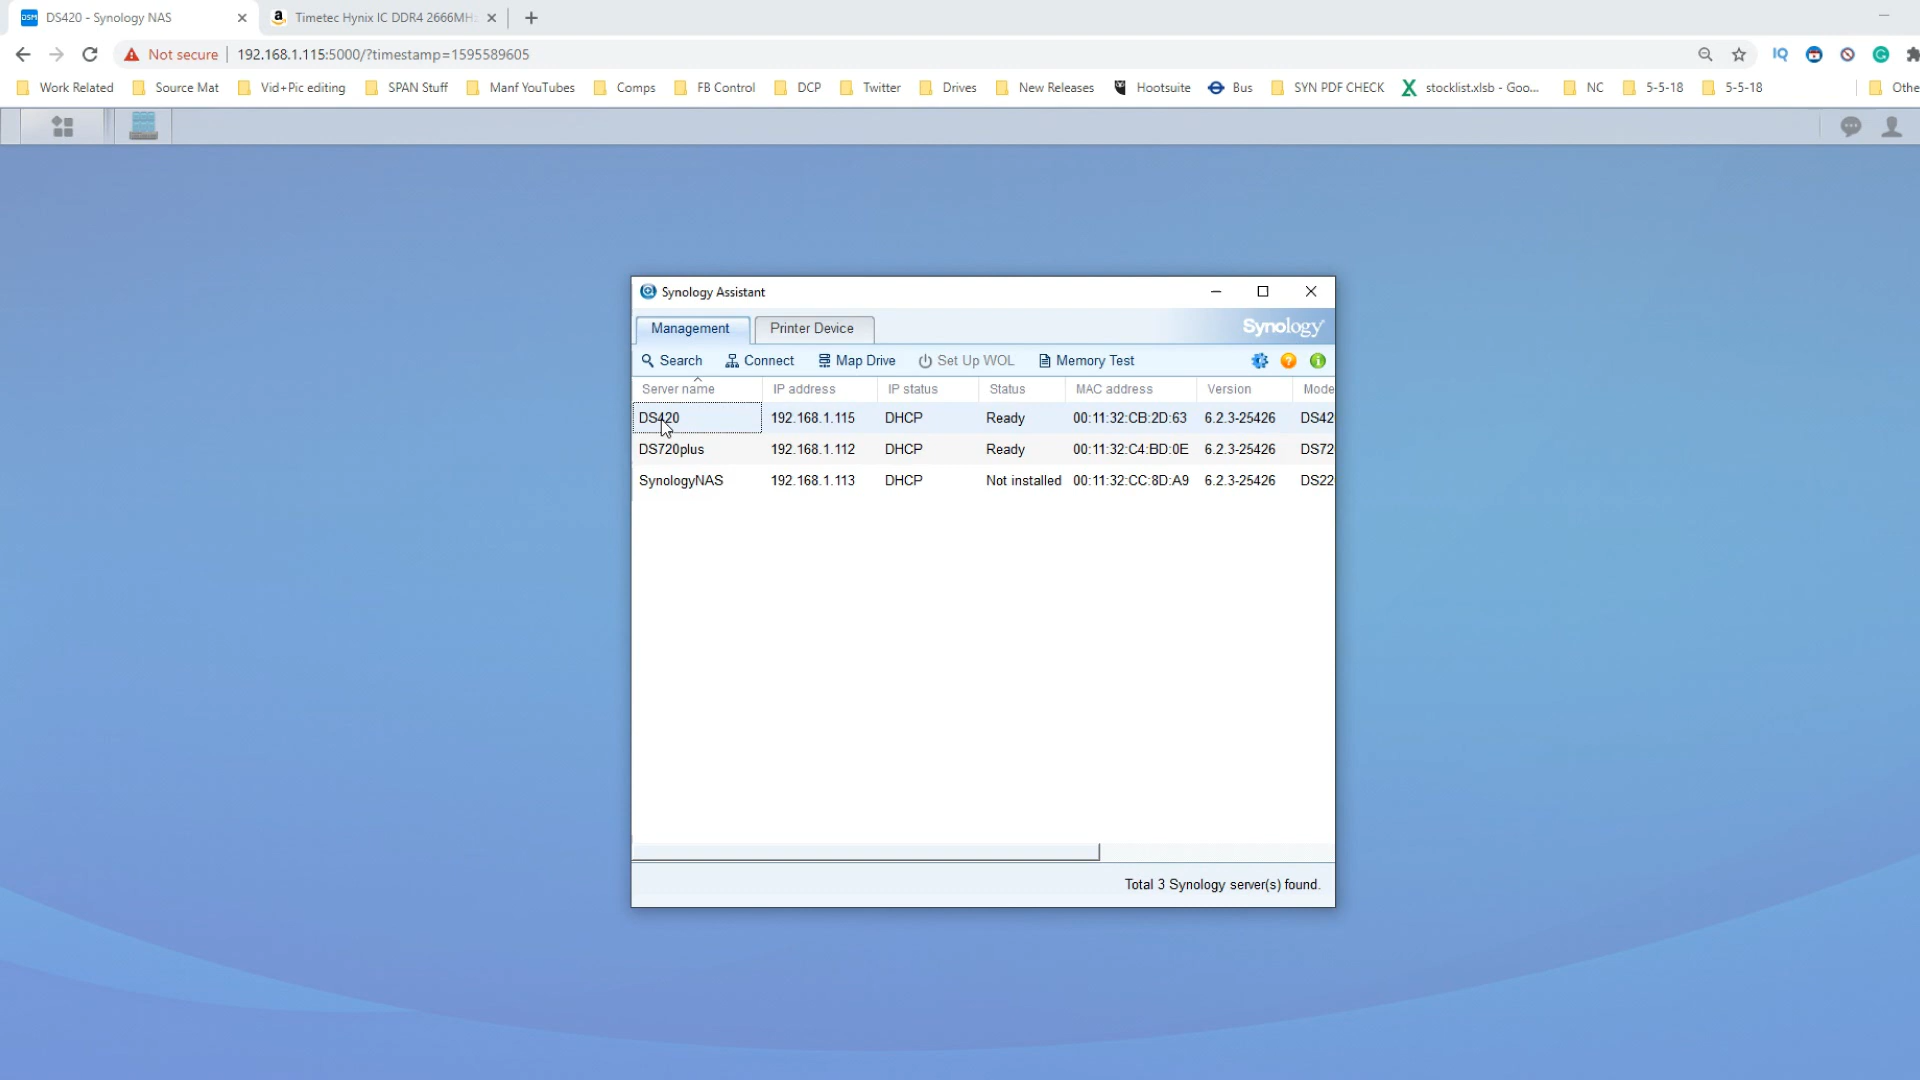 DSM DS420 - Synology NAS
a Timetec Hynix IC DDR4 2666MH
Not secure 192.168.1.115:5000/?timestamp=1595589605
IQ
Work Related Source Mat Vid+Pic editing SPAN Stuff Manf YouTubes Comps FB Control DCP Twitter Drives New Releases Hootsuite Bus SYN PDF CHECK stocklist.xlsb - Goo... NC 5-5-18 5-5-18 Othe
Synology Assistant
Management Printer Device Synology
Search Connect Map Drive Set Up WOL Memory Test
Server name IP address IP status Status MAC address Version Mode
DS420 192.168.1.115 DHCP Ready 00:11:32:CB:2D:63 6.2.3-25426 DS42
DS720plus 192.168.1.112 DHCP Ready 00:11:32:C4:BD:0E 6.2.3-25426 DS72
SynologyNAS 192.168.1.113 DHCP Not installed 00:11:32:CC:8D:A9 6.2.3-25426 DS22
Total 3 Synology server(s) found.